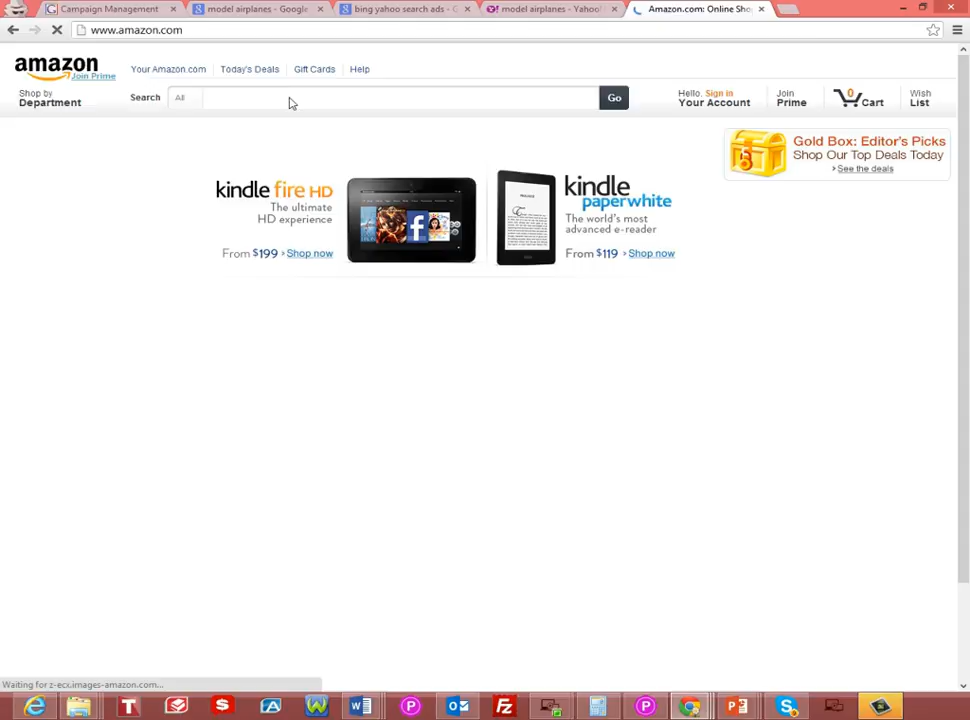 Campaign Management
model airplanes - Google
bing yahoo search ads - G
model airplanes - Yahoo!
Amazon.com: Online Sho
www.amazon.com
amazon
Join Prime
Your Amazon.com
Today's Deals
Gift Cards
Help
Shop by
Department
Search
All
Go
Hello. Sign in
Your Account
Join
Prime
0
Cart
Wish
List
Gold Box: Editor's Picks
Shop Our Top Deals Today
› See the deals
kindle fire HD
The ultimate
HD experience
From $199 › Shop now
kindle
paperwhite
The world's most
advanced e-reader
From $119 › Shop now
Waiting for z-ecx.images-amazon.com...